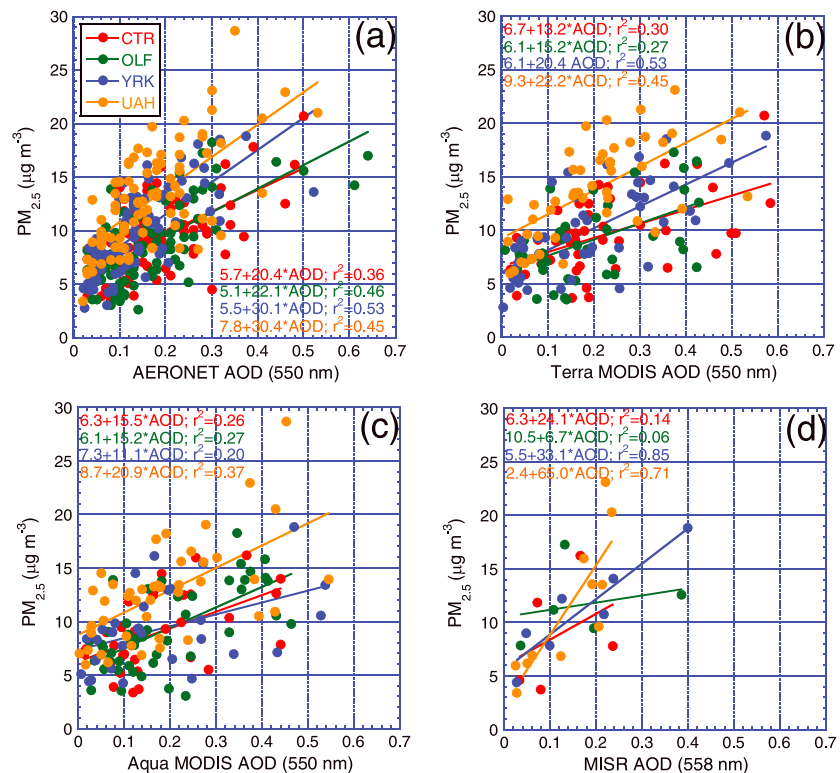 (a)
CTR
OLF
YRK
UAH
30
25
20
15
10
5
0
PM2.5 (μg m-3)
5.7+20.4*AOD; r2=0.36
5.1+22.1*AOD; r2=0.46
5.5+30.1*AOD; r2=0.53
7.8+30.4*AOD; r2=0.45
0 0.1 0.2 0.3 0.4 0.5 0.6 0.7
AERONET AOD (550 nm)
(b)
6.7+13.2*AOD; r2=0.30
6.1+15.2*AOD; r2=0.27
6.1+20.4 AOD; r2=0.53
9.3+22.2*AOD; r2=0.45
30
25
20
15
10
5
0
PM2.5 (μg m-3)
0 0.1 0.2 0.3 0.4 0.5 0.6 0.7
Terra MODIS AOD (550 nm)
(c)
6.3+15.5*AOD; r2=0.26
6.1+15.2*AOD; r2=0.27
7.3+11.1*AOD; r2=0.20
8.7+20.9*AOD; r2=0.37
30
25
20
15
10
5
0
PM2.5 (μg m-3)
0 0.1 0.2 0.3 0.4 0.5 0.6 0.7
Aqua MODIS AOD (550 nm)
(d)
6.3+24.1*AOD; r2=0.14
10.5+6.7*AOD; r2=0.06
5.5+33.1*AOD; r2=0.85
2.4+65.0*AOD; r2=0.71
30
25
20
15
10
5
0
PM2.5 (μg m-3)
0 0.1 0.2 0.3 0.4 0.5 0.6 0.7
MISR AOD (558 nm)